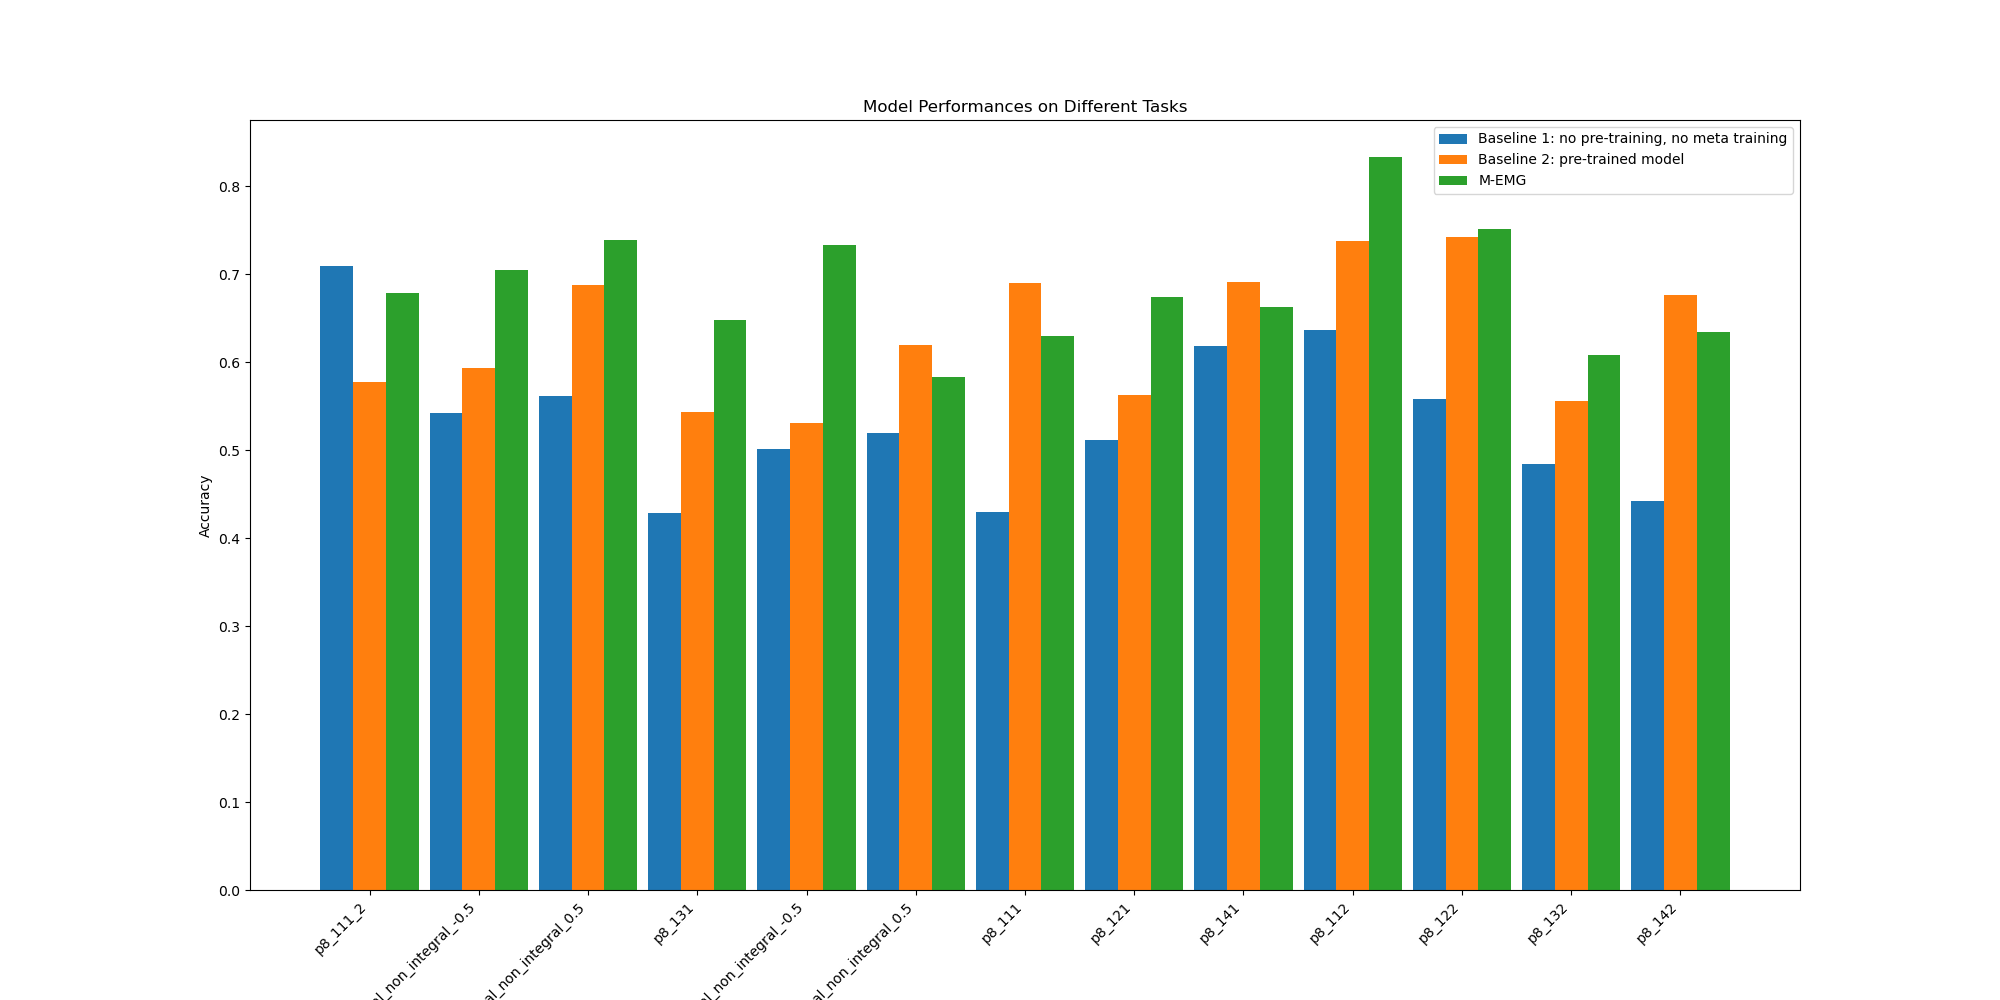 Model Performances on Different Tasks
Baseline 1: no pre-training, no meta training
Baseline 2: pre-trained model
M-EMG
Accuracy
0.8
0.7
0.6
0.5
0.4
0.3
0.2
0.1
0.0
p8_111_2
al_non_integral_-0.5
al_non_integral_0.5
p8_131
al_non_integral_-0.5
al_non_integral_0.5
p8_111
p8_121
p8_141
p8_112
p8_122
p8_132
p8_142